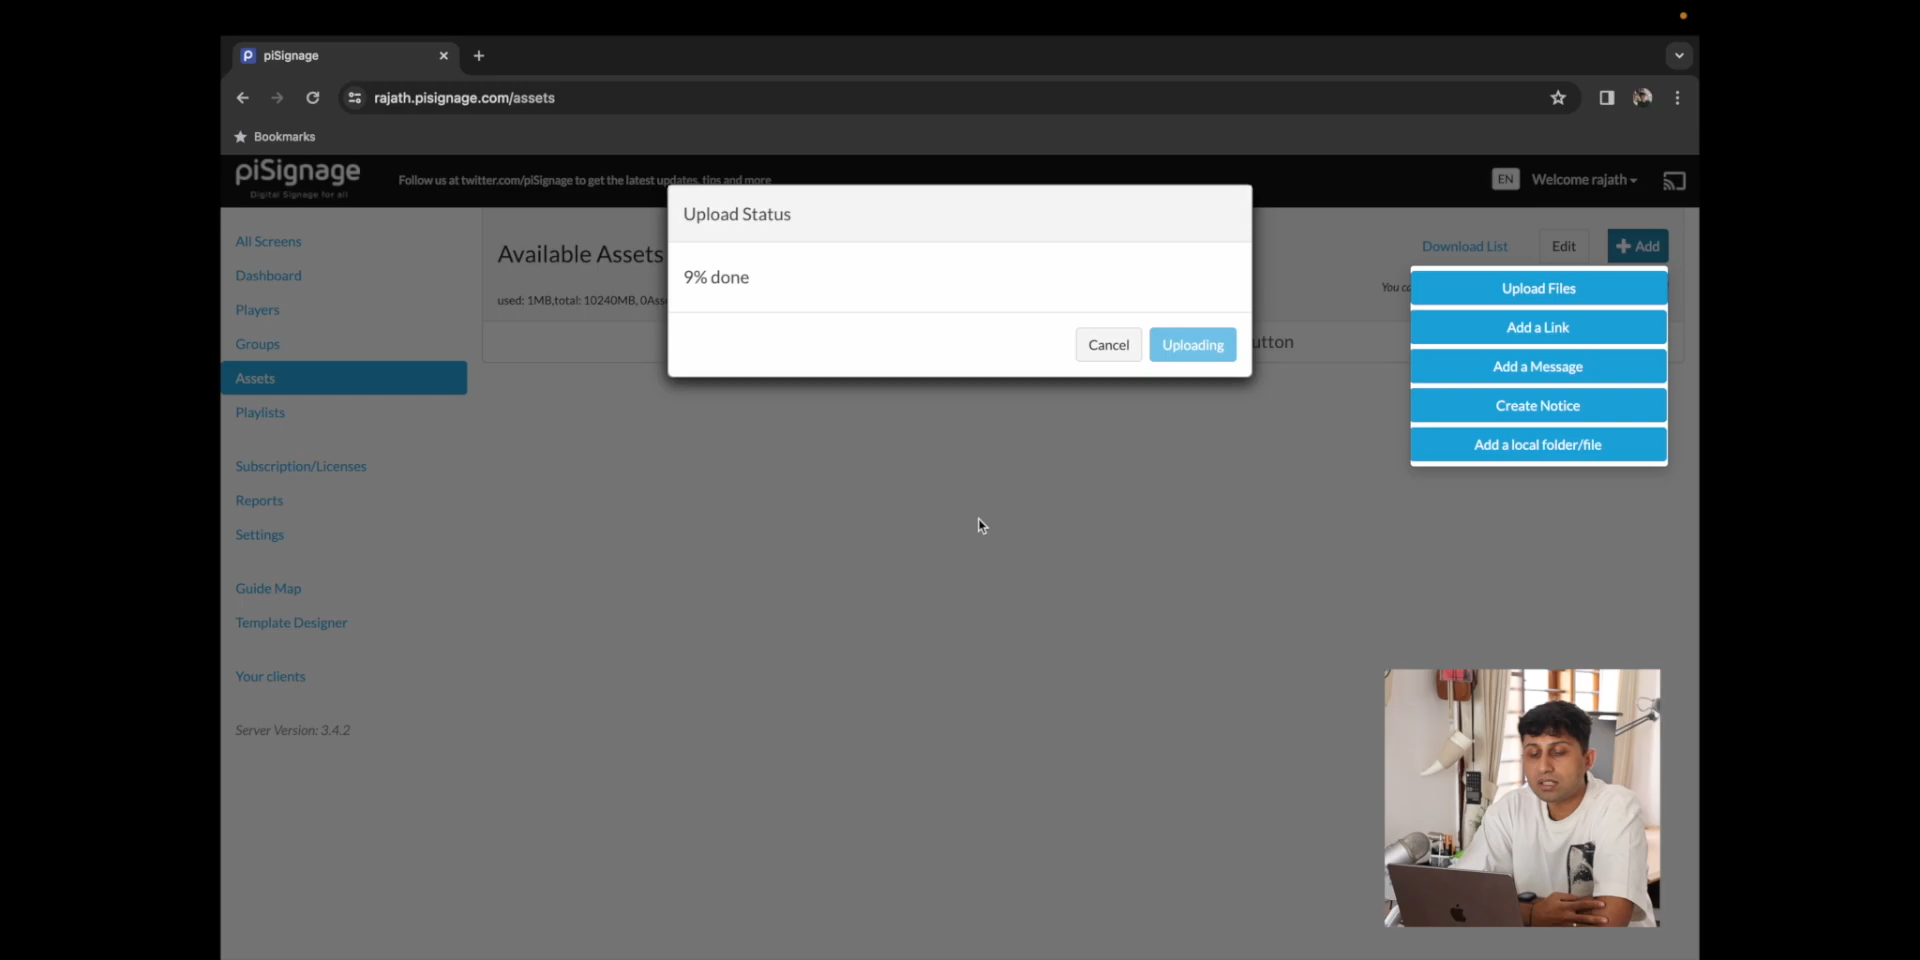 piSignage
rajath.pisignage.com/assets
Bookmarks
piSignage
Digital Signage for all
Follow us at twitter.com/piSignage to get the latest updates, tips and more
EN
Welcome rajath
All Screens
Dashboard
Players
Groups
Assets
Playlists
Subscription/Licenses
Reports
Settings
Guide Map
Template Designer
Your clients
Server Version: 3.4.2
Available Assets
used: 1MB,total: 10240MB, 0Ass
Upload Status
9% done
Cancel
Uploading
utton
Download List
Edit
Add
You ca
Upload Files
Add a Link
Add a Message
Create Notice
Add a local folder/file